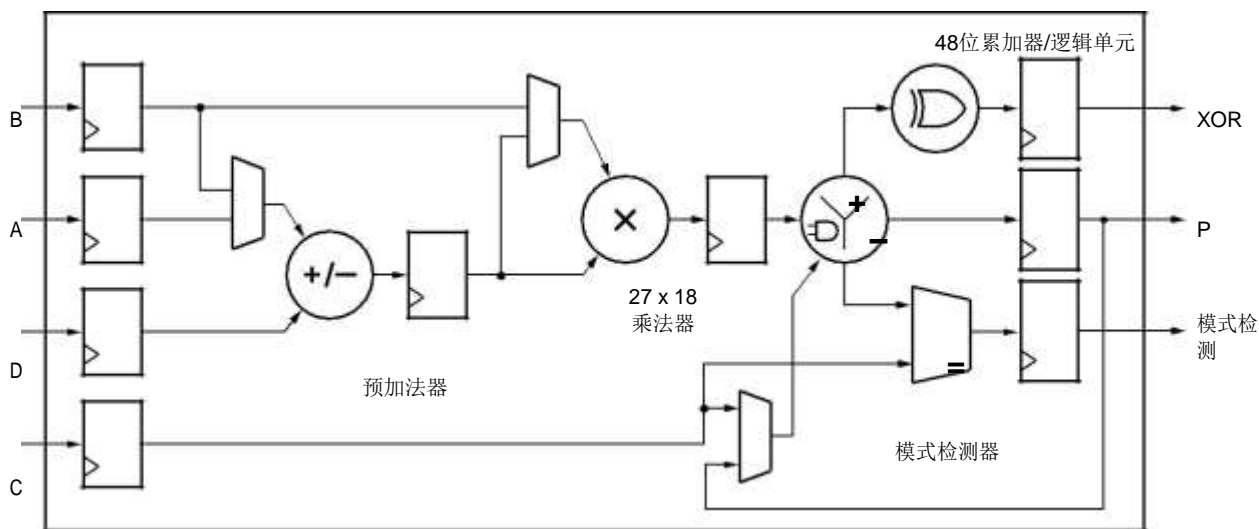 48位累加器/逻辑单元
B
XOR
A
P
+
−
+/−
×
27 x 18
乘法器
模式检
测
D
=
预加法器
模式检测器
C